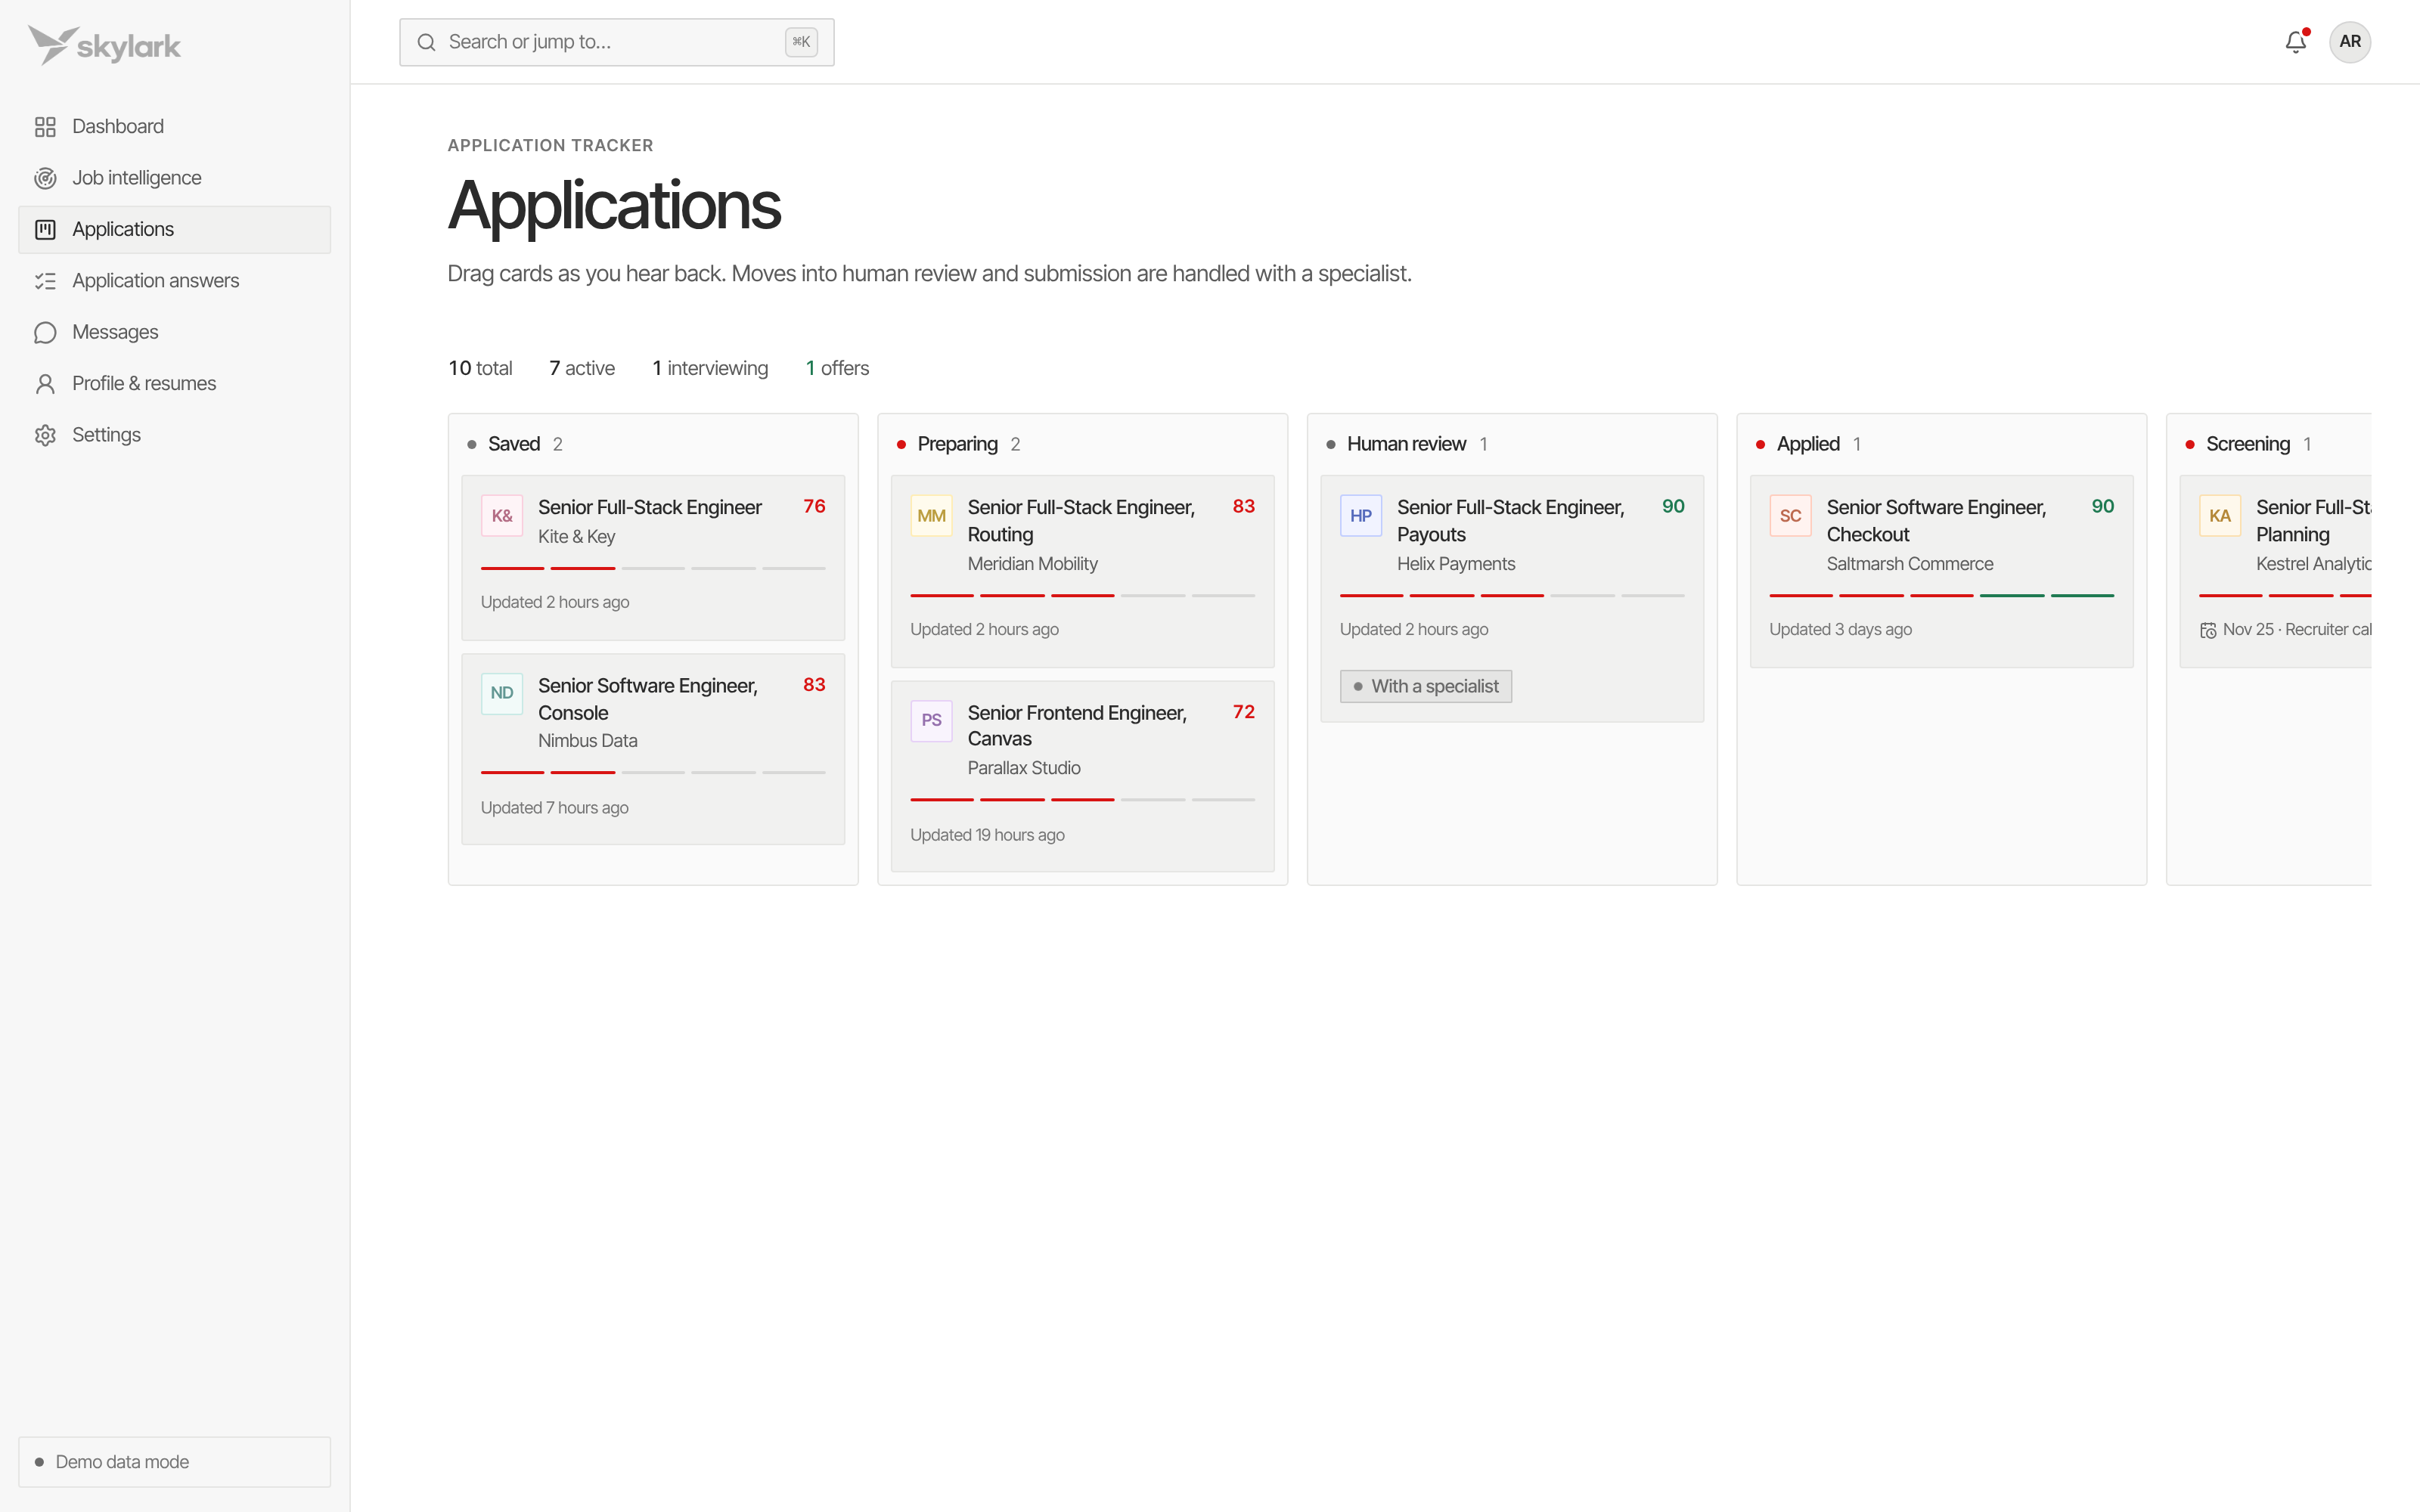 skylark
Search or jump to...
⌘K
AR
Dashboard
Job intelligence
Applications
Application answers
Messages
Profile & resumes
Settings
Demo data mode
APPLICATION TRACKER
Applications
Drag cards as you hear back. Moves into human review and submission are handled with a specialist.
10 total 7 active 1 interviewing 1 offers
Saved 2
K&
Senior Full-Stack Engineer
76
Kite & Key
Updated 2 hours ago
ND
Senior Software Engineer,
Console
83
Nimbus Data
Updated 7 hours ago
Preparing 2
MM
Senior Full-Stack Engineer,
Routing
83
Meridian Mobility
Updated 2 hours ago
PS
Senior Frontend Engineer,
Canvas
72
Parallax Studio
Updated 19 hours ago
Human review 1
HP
Senior Full-Stack Engineer,
Payouts
90
Helix Payments
Updated 2 hours ago
With a specialist
Applied 1
SC
Senior Software Engineer,
Checkout
90
Saltmarsh Commerce
Updated 3 days ago
Screening 1
KA
Senior Full-St
Planning
Kestrel Analytic
Nov 25 · Recruiter cal